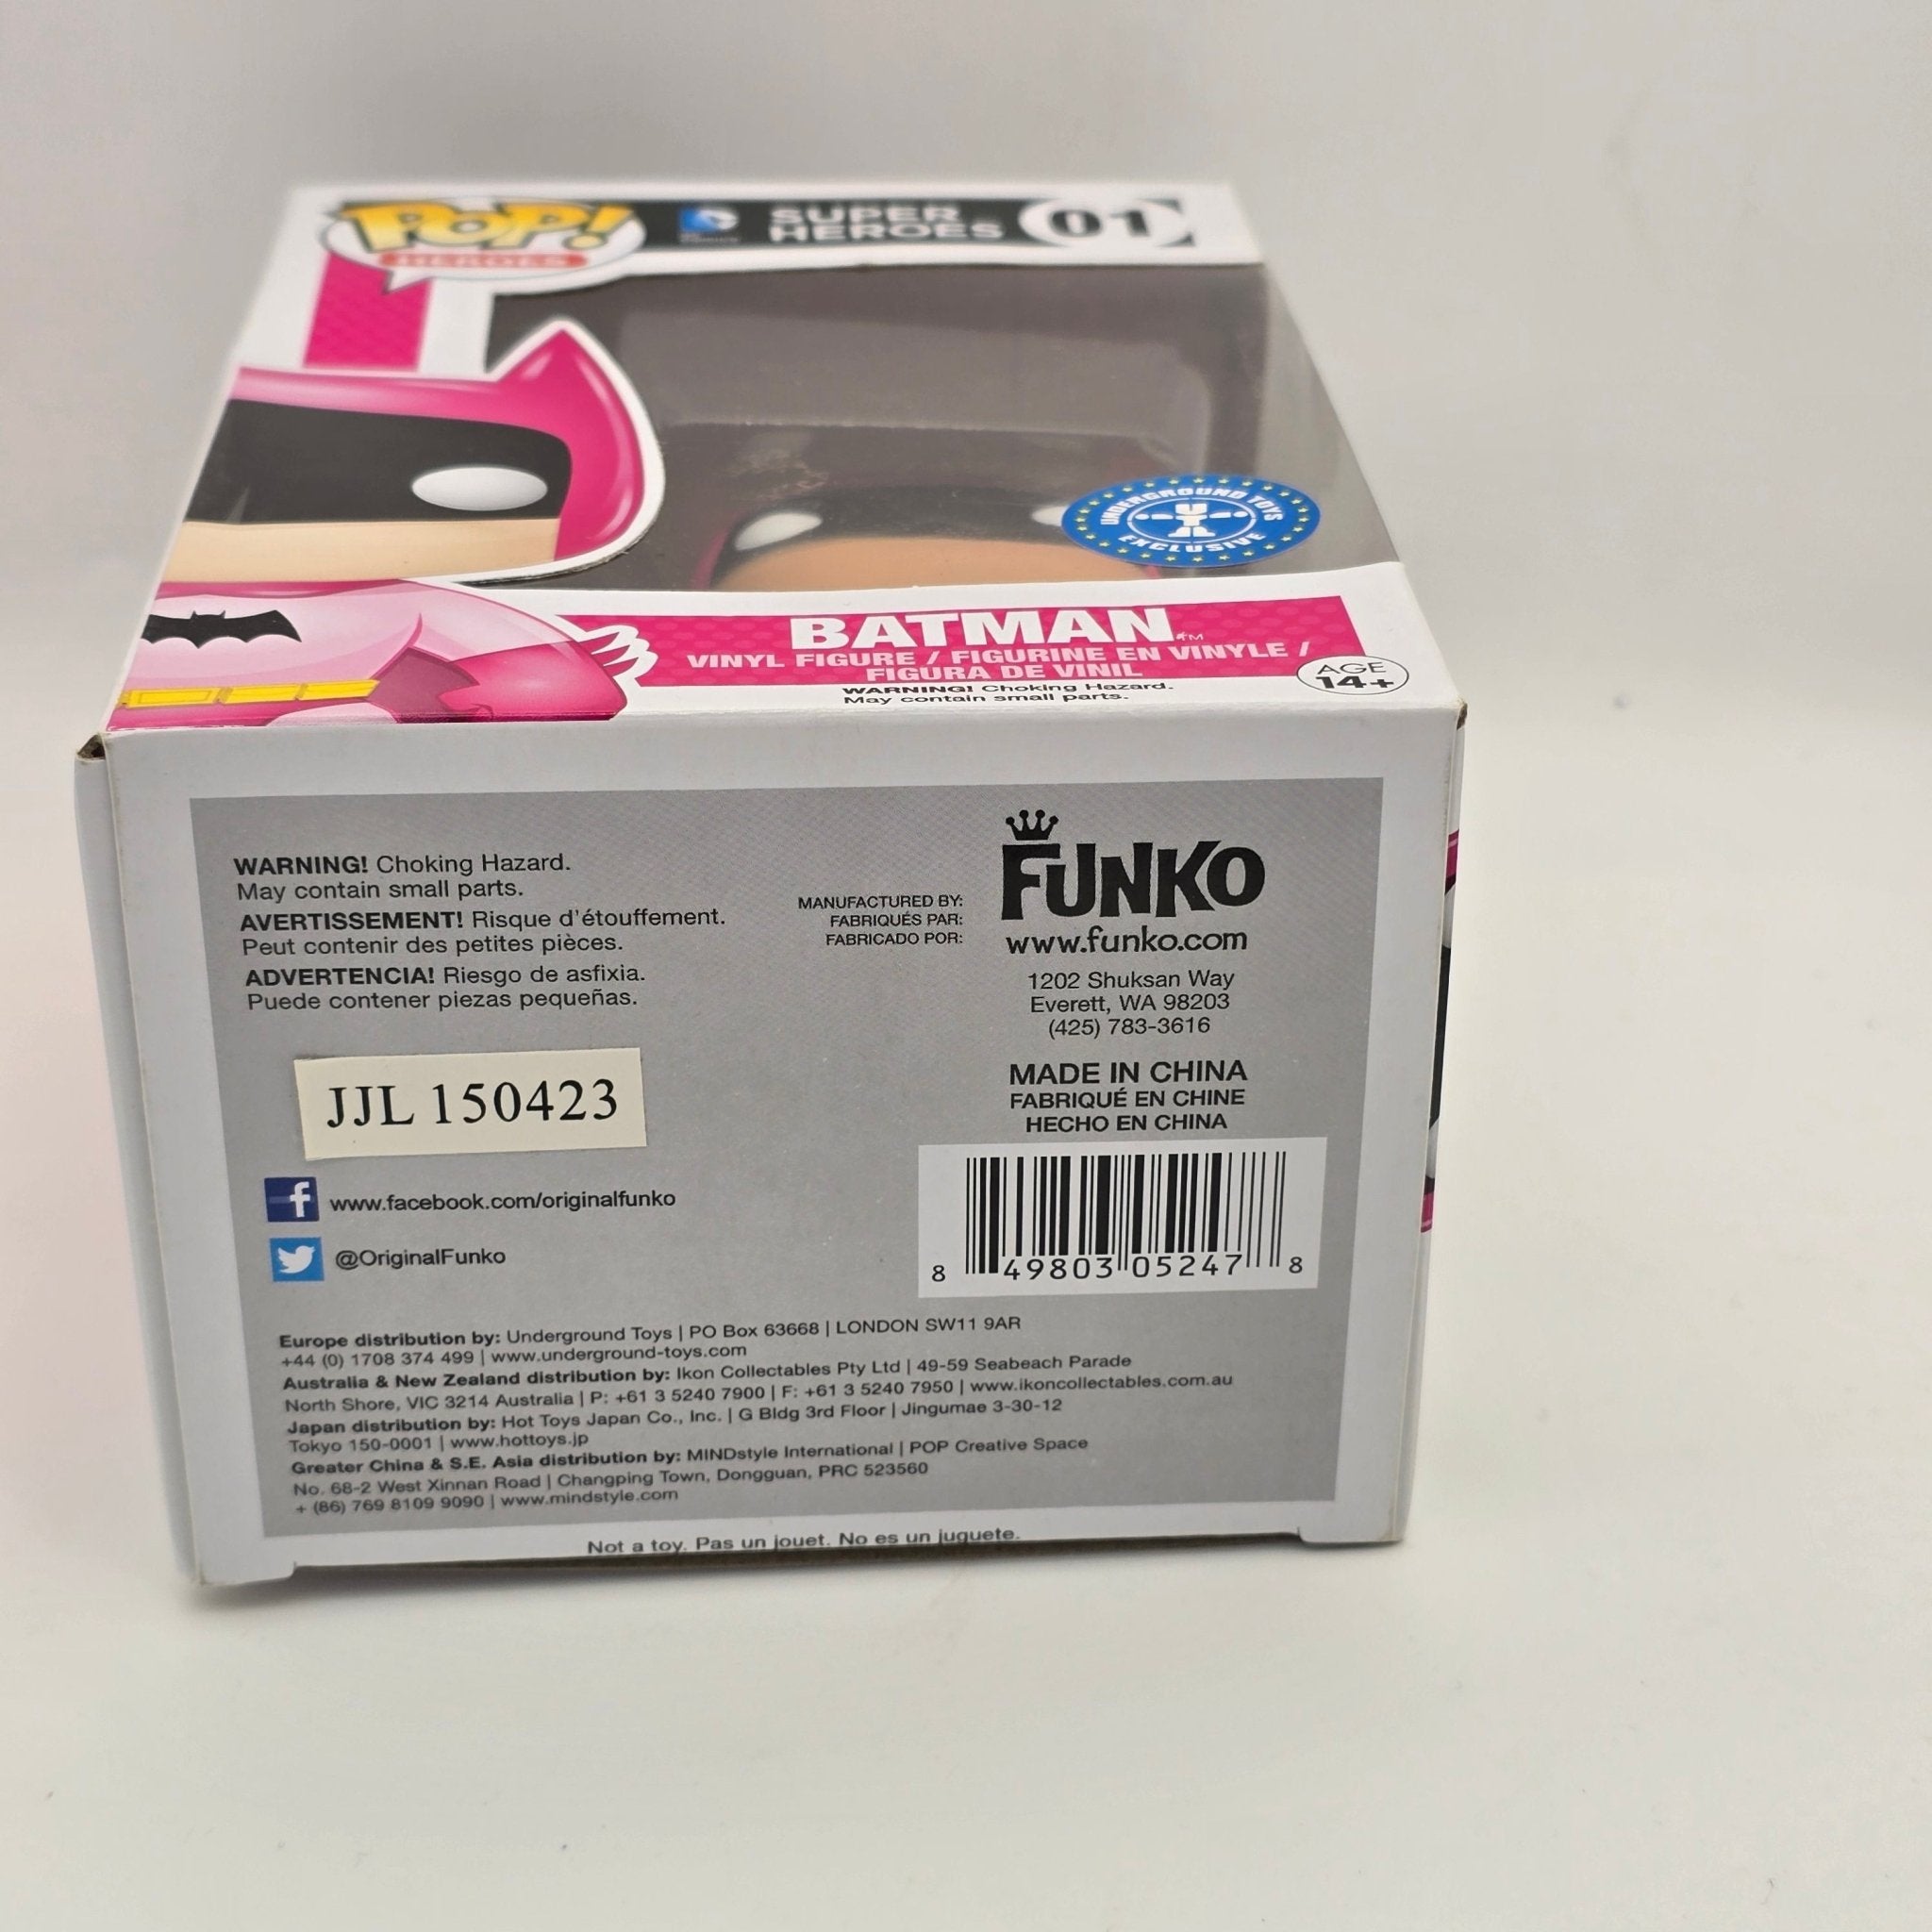 POP!
HEROES
SUPER
HEROES
01
UNDERGROUND TOYS
EXCLUSIVE
BATMAN™
VINYL FIGURE / FIGURINE EN VINYLE /
FIGURA DE VINIL
WARNING! Choking Hazard.
May contain small parts.
AGE
14+
WARNING! Choking Hazard.
May contain small parts.
AVERTISSEMENT! Risque d'étouffement.
Peut contenir des petites pièces.
ADVERTENCIA! Riesgo de asfixia.
Puede contener piezas pequeñas.
MANUFACTURED BY:
FABRIQUÉS PAR:
FABRICADO POR:
FUNKO
www.funko.com
1202 Shuksan Way
Everett, WA 98203
(425) 783-3616
MADE IN CHINA
FABRIQUÉ EN CHINE
HECHO EN CHINA
JJL 150423
f www.facebook.com/originalfunko
@OriginalFunko
8 49803 05247 8
Europe distribution by: Underground Toys | PO Box 63668 | LONDON SW11 9AR
+44 (0) 1708 374 499 | www.underground-toys.com
Australia & New Zealand distribution by: Ikon Collectables Pty Ltd | 49-59 Seabeach Parade
North Shore, VIC 3214 Australia | P: +61 3 5240 7900 | F: +61 3 5240 7950 | www.ikoncollectables.com.au
Japan distribution by: Hot Toys Japan Co., Inc. | G Bldg 3rd Floor | Jingumae 3-30-12
Tokyo 150-0001 | www.hottoys.jp
Greater China & S.E. Asia distribution by: MINDstyle International | POP Creative Space
No. 68-2 West Xinnan Road | Changping Town, Dongguan, PRC 523560
+ (86) 769 8109 9090 | www.mindstyle.com
Not a toy. Pas un jouet. No es un juguete.